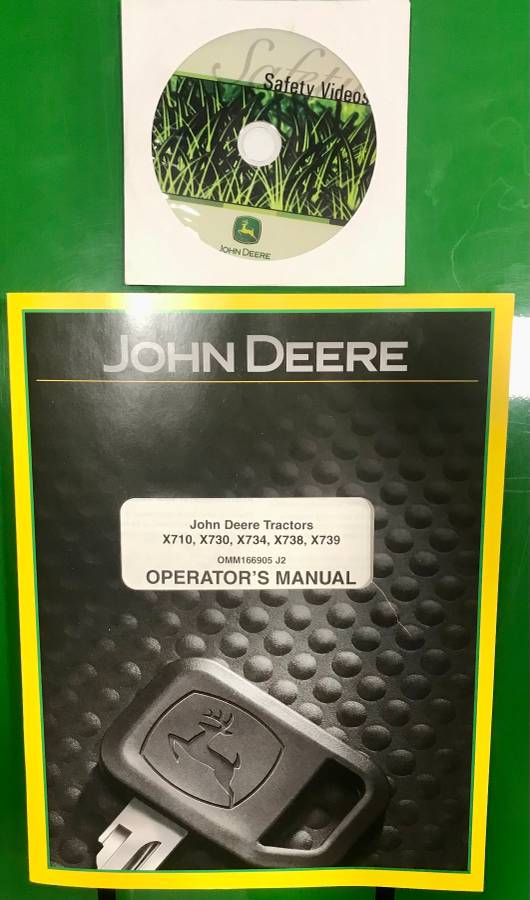 Safety
Safety Videos
JOHN DEERE
JOHN DEERE
John Deere Tractors
X710, X730, X734, X738, X739
OMM166905 J2
OPERATOR'S MANUAL